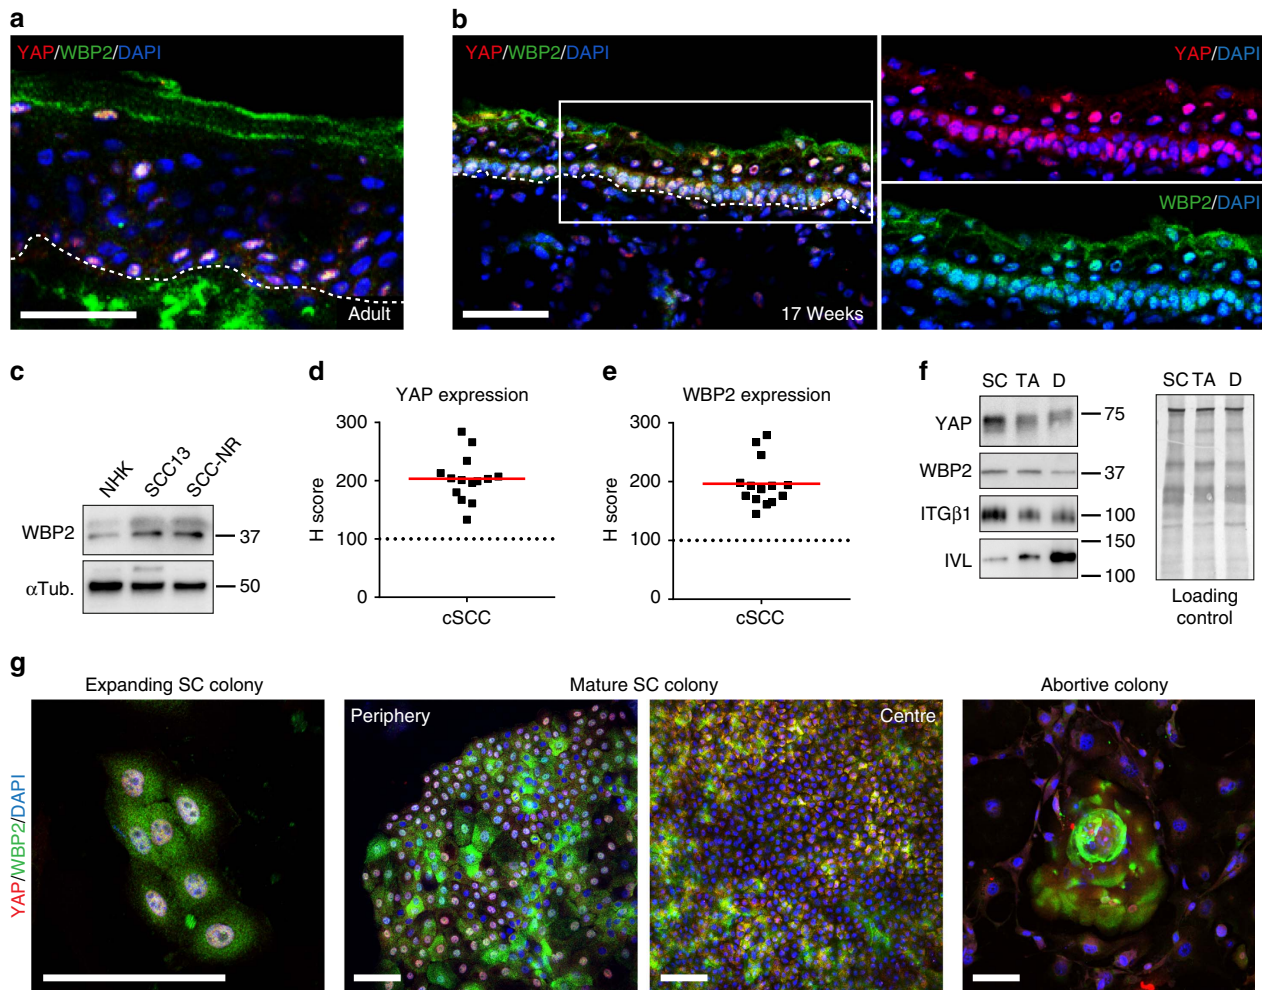 a
YAP/WBP2/DAPI
Adult
b
YAP/WBP2/DAPI
17 Weeks
YAP/DAPI
WBP2/DAPI
c
NHK SCC13 SCC-NR
WBP2 37
αTub. 50
d
YAP expression
H score
300
200
100
0
cSCC
e
WBP2 expression
H score
300
200
100
0
cSCC
f
SC TA D
YAP 75
WBP2 37
ITGβ1 100
IVL 150
100
SC TA D
Loading
control
g
Expanding SC colony
Mature SC colony
Abortive colony
YAP/WBP2/DAPI
Periphery
Centre